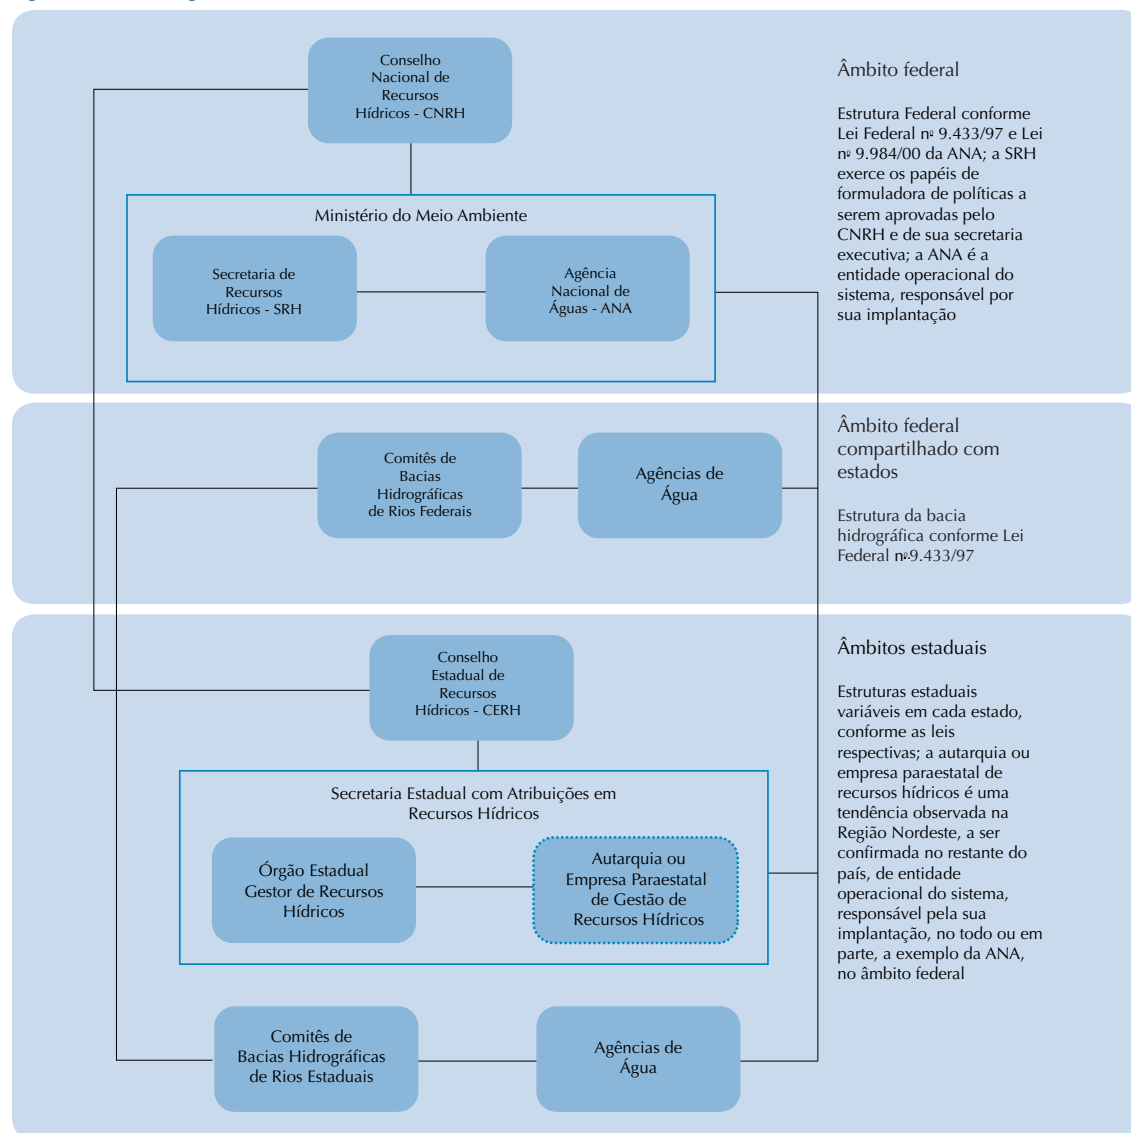 Conselho
Nacional de
Recursos
Hídricos - CNRH
Ministério do Meio Ambiente
Secretaria de
Recursos
Hídricos - SRH
Agência
Nacional de
Águas - ANA
Âmbito federal
Estrutura Federal conforme
Lei Federal nº 9.433/97 e Lei
nº 9.984/00 da ANA; a SRH
exerce os papéis de
formuladora de políticas a
serem aprovadas pelo
CNRH e de sua secretaria
executiva; a ANA é a
entidade operacional do
sistema, responsável por
sua implantação
Comitês de
Bacias
Hidrográficas
de Rios Federais
Agências de
Água
Âmbito federal
compartilhado com
estados
Estrutura da bacia
hidrográfica conforme Lei
Federal nº.9.433/97
Conselho
Estadual de
Recursos
Hídricos - CERH
Secretaria Estadual com Atribuições em
Recursos Hídricos
Órgão Estadual
Gestor de Recursos
Hídricos
Autarquia ou
Empresa Paraestatal
de Gestão de
Recursos Hídricos
Comitês de
Bacias Hidrográficas
de Rios Estaduais
Agências de
Água
Âmbitos estaduais
Estruturas estaduais
variáveis em cada estado,
conforme as leis
respectivas; a autarquia ou
empresa paraestatal de
recursos hídricos é uma
tendência observada na
Região Nordeste, a ser
confirmada no restante do
país, de entidade
operacional do sistema,
responsável pela sua
implantação, no todo ou em
parte, a exemplo da ANA,
no âmbito federal